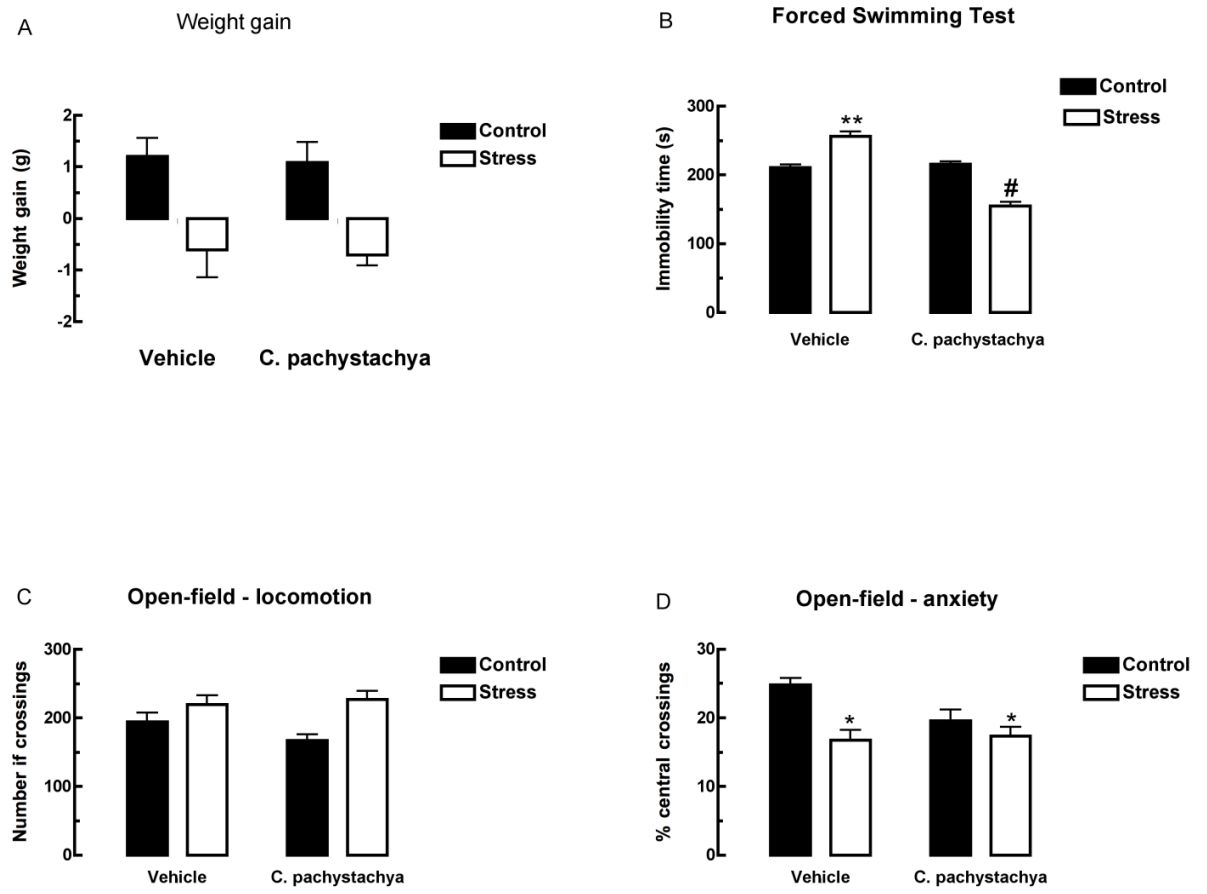 A
Weight gain
Weight gain (g)
2
1
0
-1
-2
Control
Stress
Vehicle
C. pachystachya
B
Forced Swimming Test
Immobility time (s)
300
200
100
0
**
#
Control
Stress
Vehicle
C. pachystachya
C
Open-field - locomotion
Number if crossings
300
200
100
0
Control
Stress
Vehicle
C. pachystachya
D
Open-field - anxiety
% central crossings
30
20
10
0
*
*
Control
Stress
Vehicle
C. pachystachya